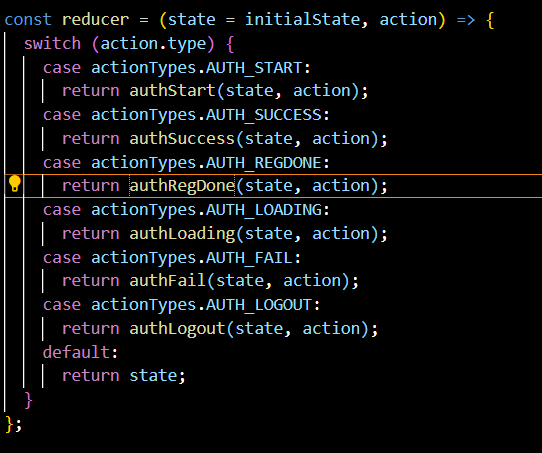 const reducer = (state = initialState, action) => {
  switch (action.type) {
    case actionTypes.AUTH_START:
      return authStart(state, action);
    case actionTypes.AUTH_SUCCESS:
      return authSuccess(state, action);
    case actionTypes.AUTH_REGDONE:
      return authRegDone(state, action);
    case actionTypes.AUTH_LOADING:
      return authLoading(state, action);
    case actionTypes.AUTH_FAIL:
      return authFail(state, action);
    case actionTypes.AUTH_LOGOUT:
      return authLogout(state, action);
    default:
      return state;
  }
};